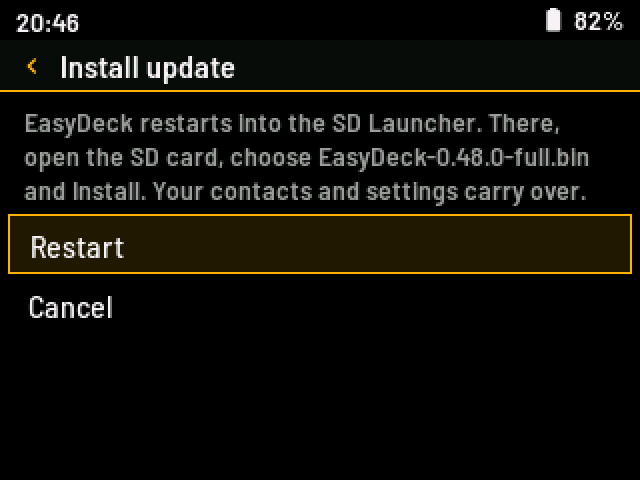 20:46
82%
Install update
EasyDeck restarts into the SD Launcher. There,
open the SD card, choose EasyDeck-0.48.0-full.bin
and Install. Your contacts and settings carry over.
Restart
Cancel